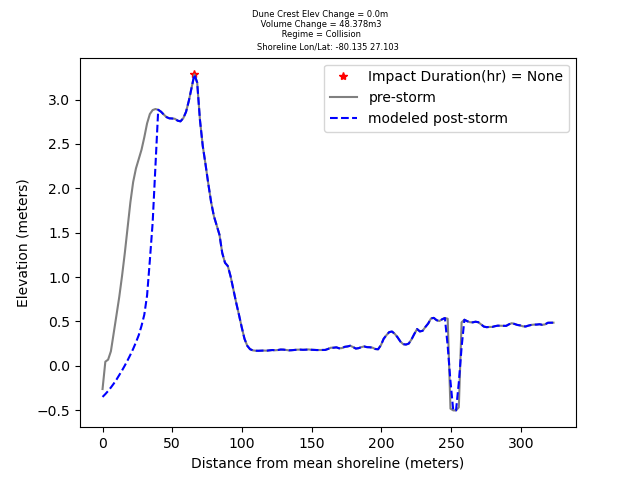 Dune Crest Elev Change = 0.0m
Volume Change = 48.378m3
Regime = Collision
Shoreline Lon/Lat: -80.135 27.103
Impact Duration(hr) = None
pre-storm
modeled post-storm
Elevation (meters)
3.0
2.5
2.0
1.5
1.0
0.5
0.0
−0.5
0 50 100 150 200 250 300
Distance from mean shoreline (meters)